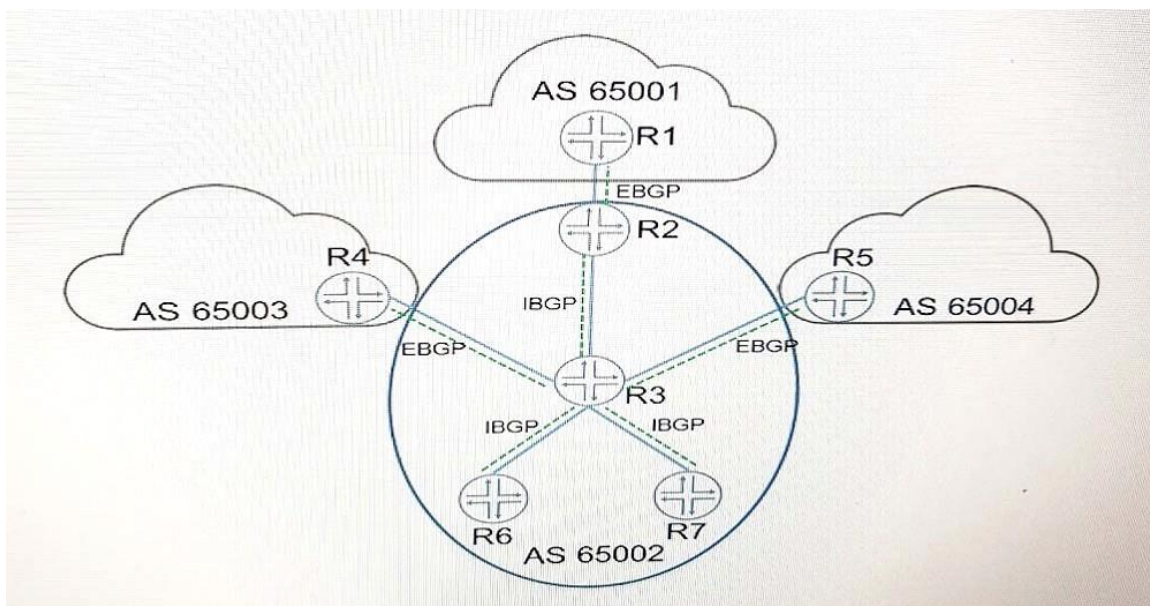 AS 65001
R1
EBGP
R2
R4
R5
AS 65003
IBGP
AS 65004
EBGP
EBGP
R3
IBGP
IBGP
R6
R7
AS 65002